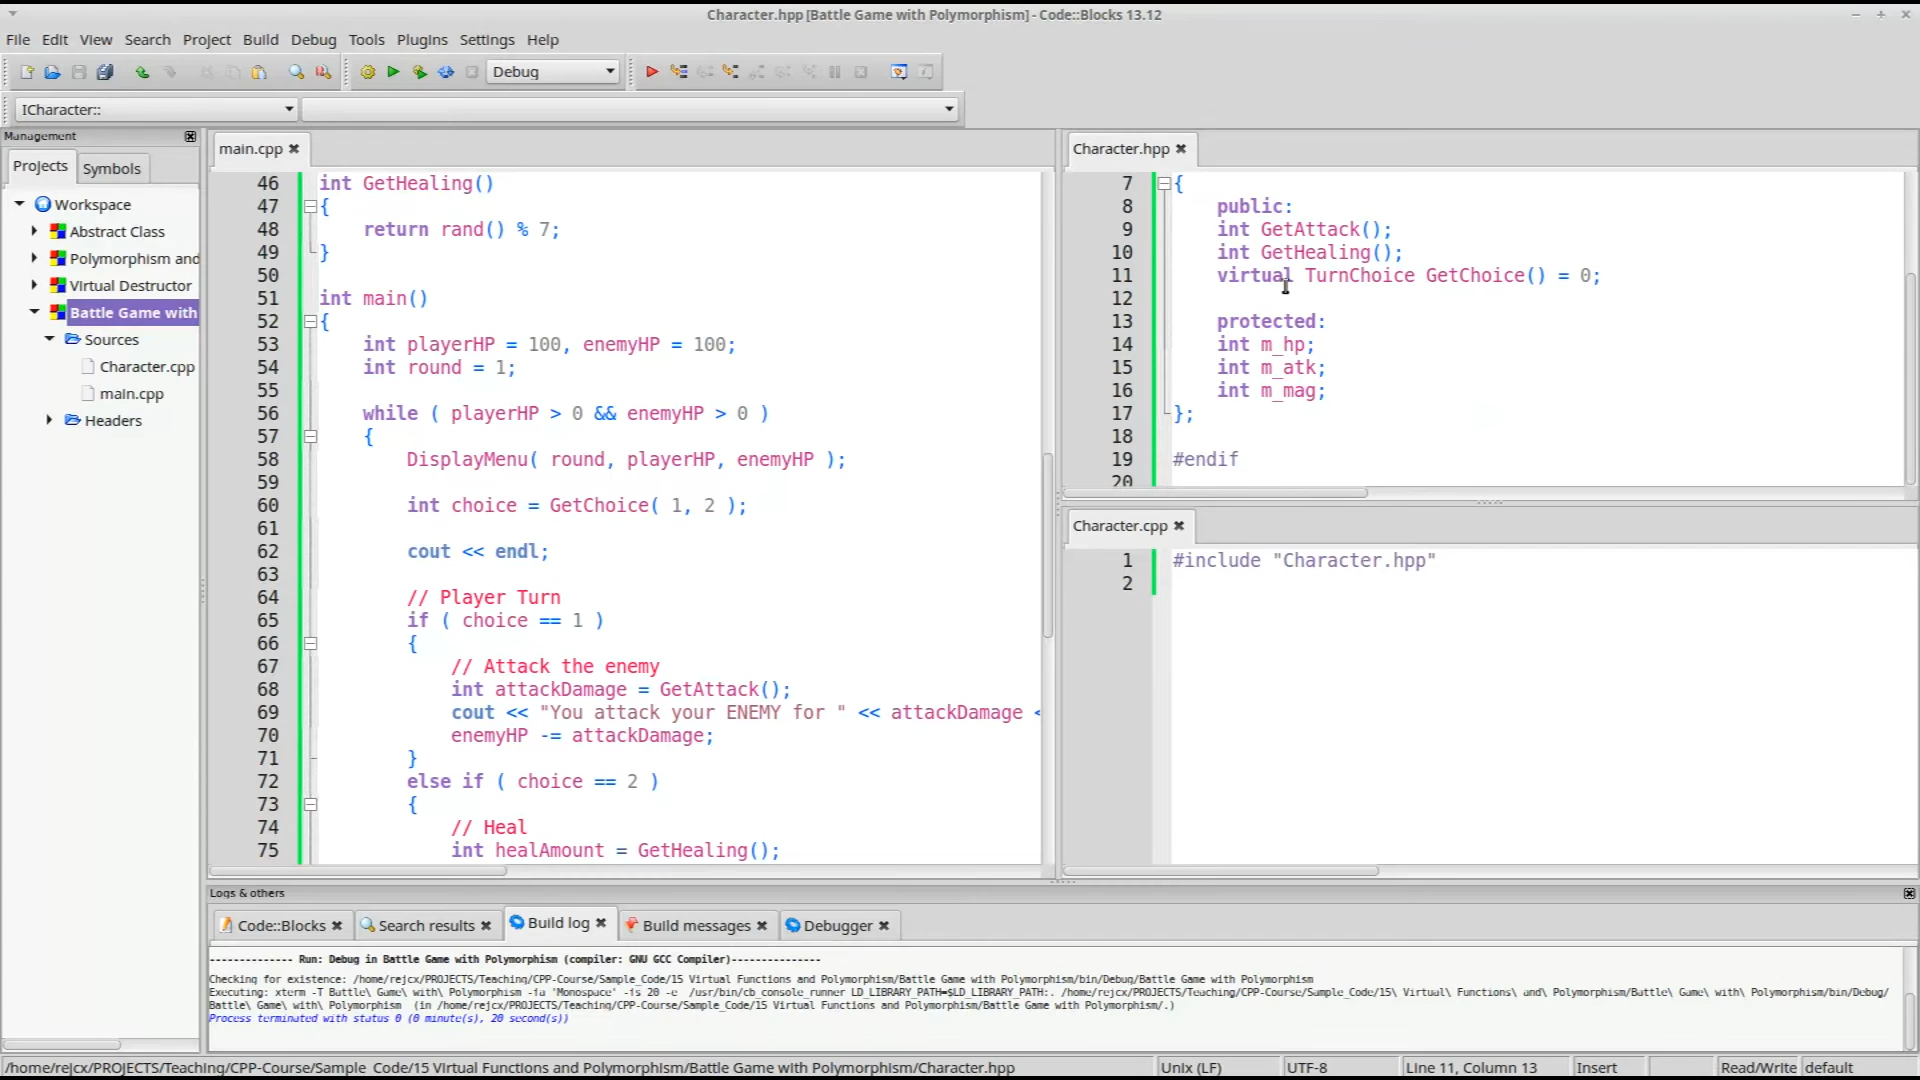 Character.hpp [Battle Game with Polymorphism] - Code::Blocks 13.12
File Edit View Search Project Build Debug Tools Plugins Settings Help
Debug
ICharacter::
Management
Projects Symbols
Workspace
Abstract Class
Polymorphism and
Virtual Destructor
Battle Game with
Sources
Character.cpp
main.cpp
Headers
main.cpp
46 int GetHealing()
47 {
48 return rand() % 7;
49 }
50
51 int main()
52 {
53 int playerHP = 100, enemyHP = 100;
54 int round = 1;
55
56 while ( playerHP > 0 && enemyHP > 0 )
57 {
58 DisplayMenu( round, playerHP, enemyHP );
59
60 int choice = GetChoice( 1, 2 );
61
62 cout << endl;
63
64 // Player Turn
65 if ( choice == 1 )
66 {
67 // Attack the enemy
68 int attackDamage = GetAttack();
69 cout << "You attack your ENEMY for " << attackDamage <
70 enemyHP -= attackDamage;
71 }
72 else if ( choice == 2 )
73 {
74 // Heal
75 int healAmount = GetHealing();
Character.hpp
7 {
8 public:
9 int GetAttack();
10 int GetHealing();
11 virtual TurnChoice GetChoice() = 0;
12
13 protected:
14 int m_hp;
15 int m_atk;
16 int m_mag;
17 };
18
19 #endif
20
Character.cpp
1 #include "Character.hpp"
2
Logs & others
Code::Blocks Search results Build log Build messages Debugger
-------------- Run: Debug in Battle Game with Polymorphism (compiler: GNU GCC Compiler)---------------
Checking for existence: /home/rejcx/PROJECTS/Teaching/CPP-Course/Sample_Code/15 Virtual Functions and Polymorphism/Battle Game with Polymorphism/bin/Debug/Battle Game with Polymorphism
Executing: xterm -T Battle\ Game\ with\ Polymorphism -fa 'Monospace' -fs 20 -e /usr/bin/cb_console_runner LD_LIBRARY_PATH=$LD_LIBRARY_PATH:. /home/rejcx/PROJECTS/Teaching/CPP-Course/Sample_Code/15\ Virtual\ Functions\ and\ Polymorphism/Battle\ Game\ with\ Polymorphism/bin/Debug/
Battle\ Game\ with\ Polymorphism (in /home/rejcx/PROJECTS/Teaching/CPP-Course/Sample_Code/15 Virtual Functions and Polymorphism/Battle Game with Polymorphism/.)
Process terminated with status 0 (0 minute(s), 20 second(s))
/home/rejcx/PROJECTS/Teaching/CPP-Course/Sample_Code/15 Virtual Functions and Polymorphism/Battle Game with Polymorphism/Character.hpp Unix (LF) UTF-8 Line 11, Column 13 Insert Read/Write default